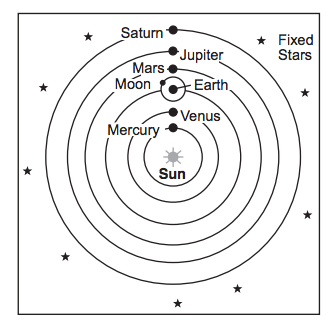 Saturn
Fixed
Stars
Jupiter
Mars
Moon
Earth
Venus
Mercury
Sun